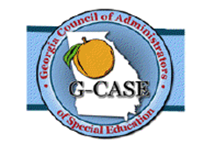 • Georgia Council of Administrators •
G-CASE
of Special Education